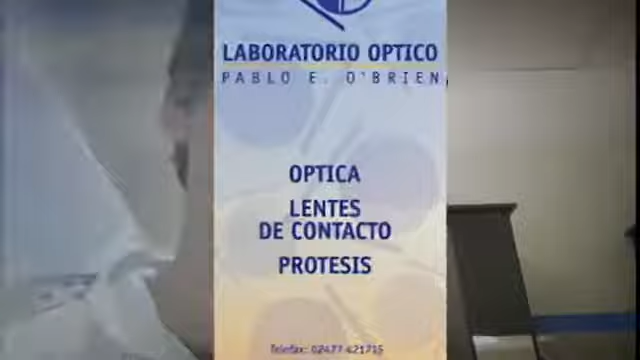 LABORATORIO OPTICO
PABLO E. O'BRIEN
OPTICA
LENTES
DE CONTACTO
PROTESIS
Telefax: 02477 421715